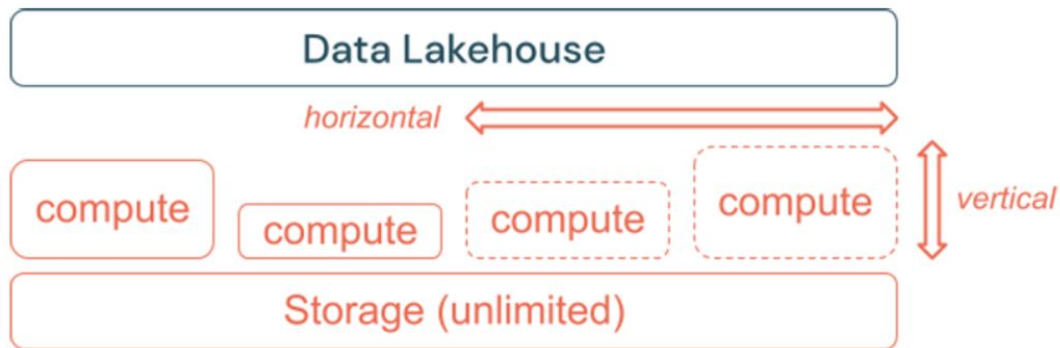 Data Lakehouse
horizontal
compute
compute
compute
compute
vertical
Storage (unlimited)